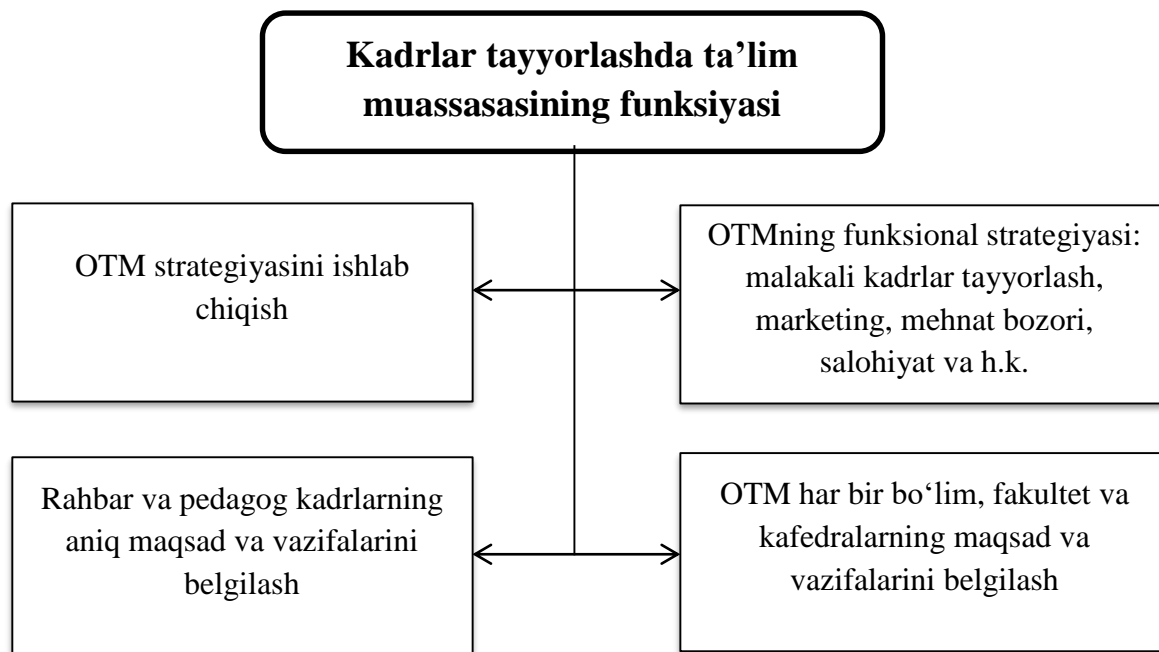 Kadrlar tayyorlashda ta’lim
muassasasining funksiyasi
OTM strategiyasini ishlab
chiqish
OTMning funksional strategiyasi:
malakali kadrlar tayyorlash,
marketing, mehnat bozori,
salohiyat va h.k.
Rahbar va pedagog kadrlarning
aniq maqsad va vazifalarini
belgilash
OTM har bir bo‘lim, fakultet va
kafedralarning maqsad va
vazifalarini belgilash